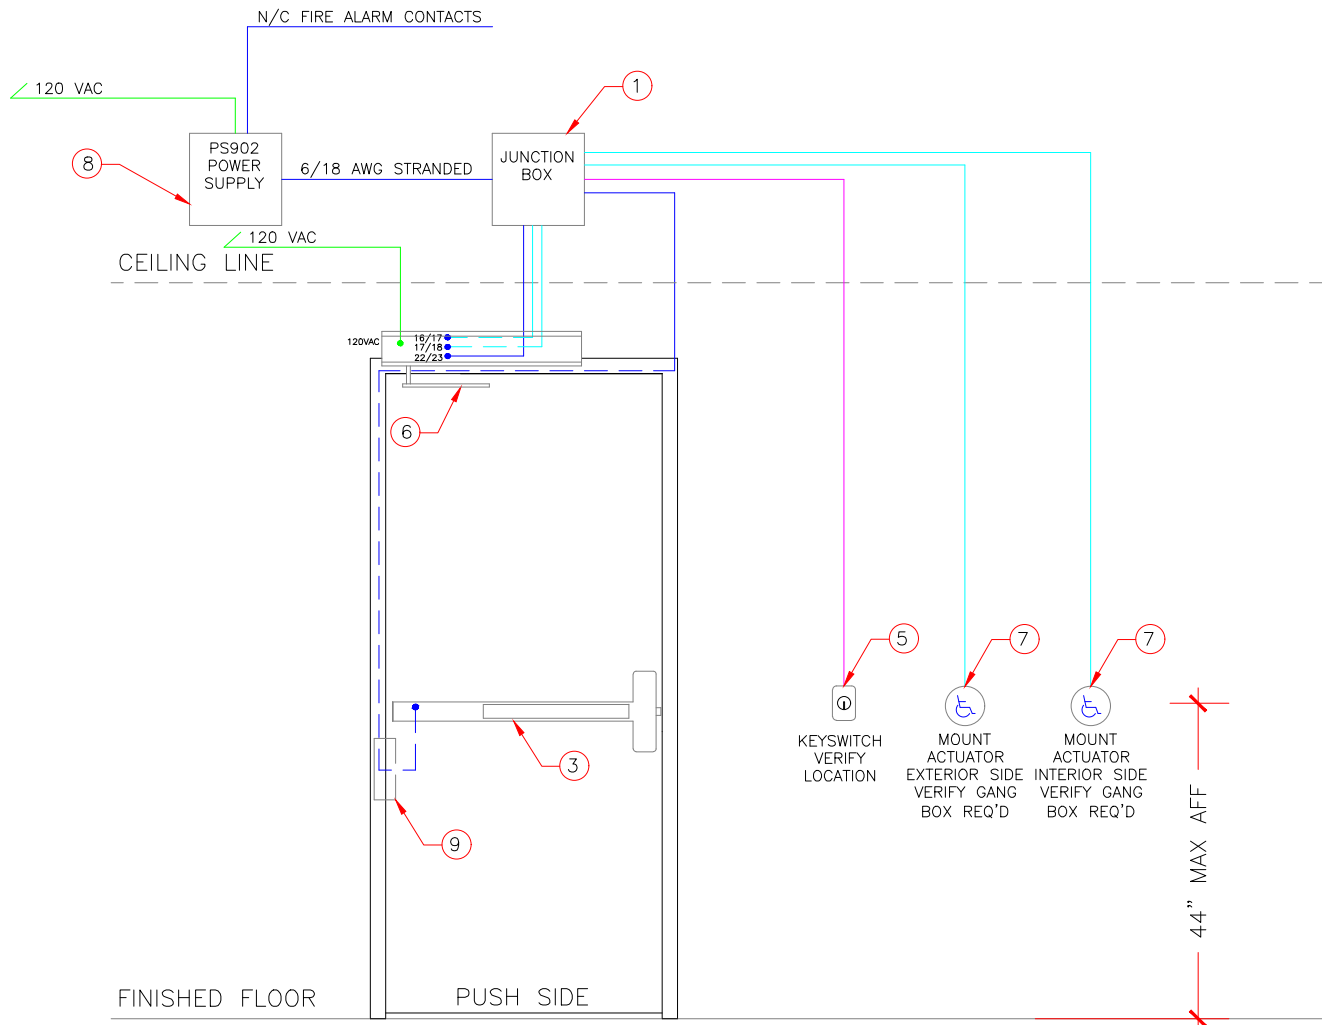 N/C FIRE ALARM CONTACTS
120 VAC
1
8
PS902
POWER
SUPPLY
6/18 AWG STRANDED
JUNCTION
BOX
120 VAC
CEILING LINE
120VAC
16/17
17/18
22/23
6
5
7
7
KEYSWITCH
VERIFY
LOCATION
MOUNT
ACTUATOR
EXTERIOR SIDE
VERIFY GANG
BOX REQ'D
MOUNT
ACTUATOR
INTERIOR SIDE
VERIFY GANG
BOX REQ'D
3
9
44" MAX AFF
FINISHED FLOOR
PUSH SIDE